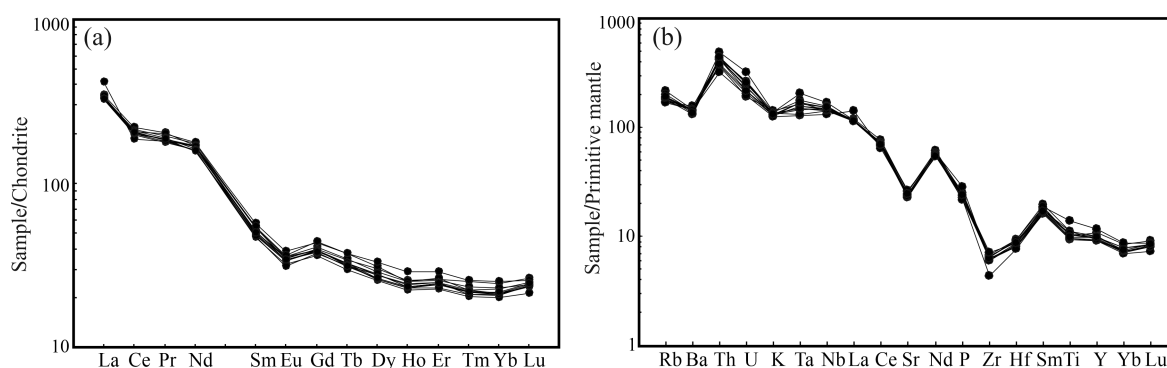 (a)
Sample/Chondrite
1000
100
10
La Ce Pr Nd Sm Eu Gd Tb Dy Ho Er Tm Yb Lu
(b)
Sample/Primitive mantle
1000
100
10
1
Rb Ba Th U K Ta Nb La Ce Sr Nd P Zr Hf Sm Ti Y Yb Lu